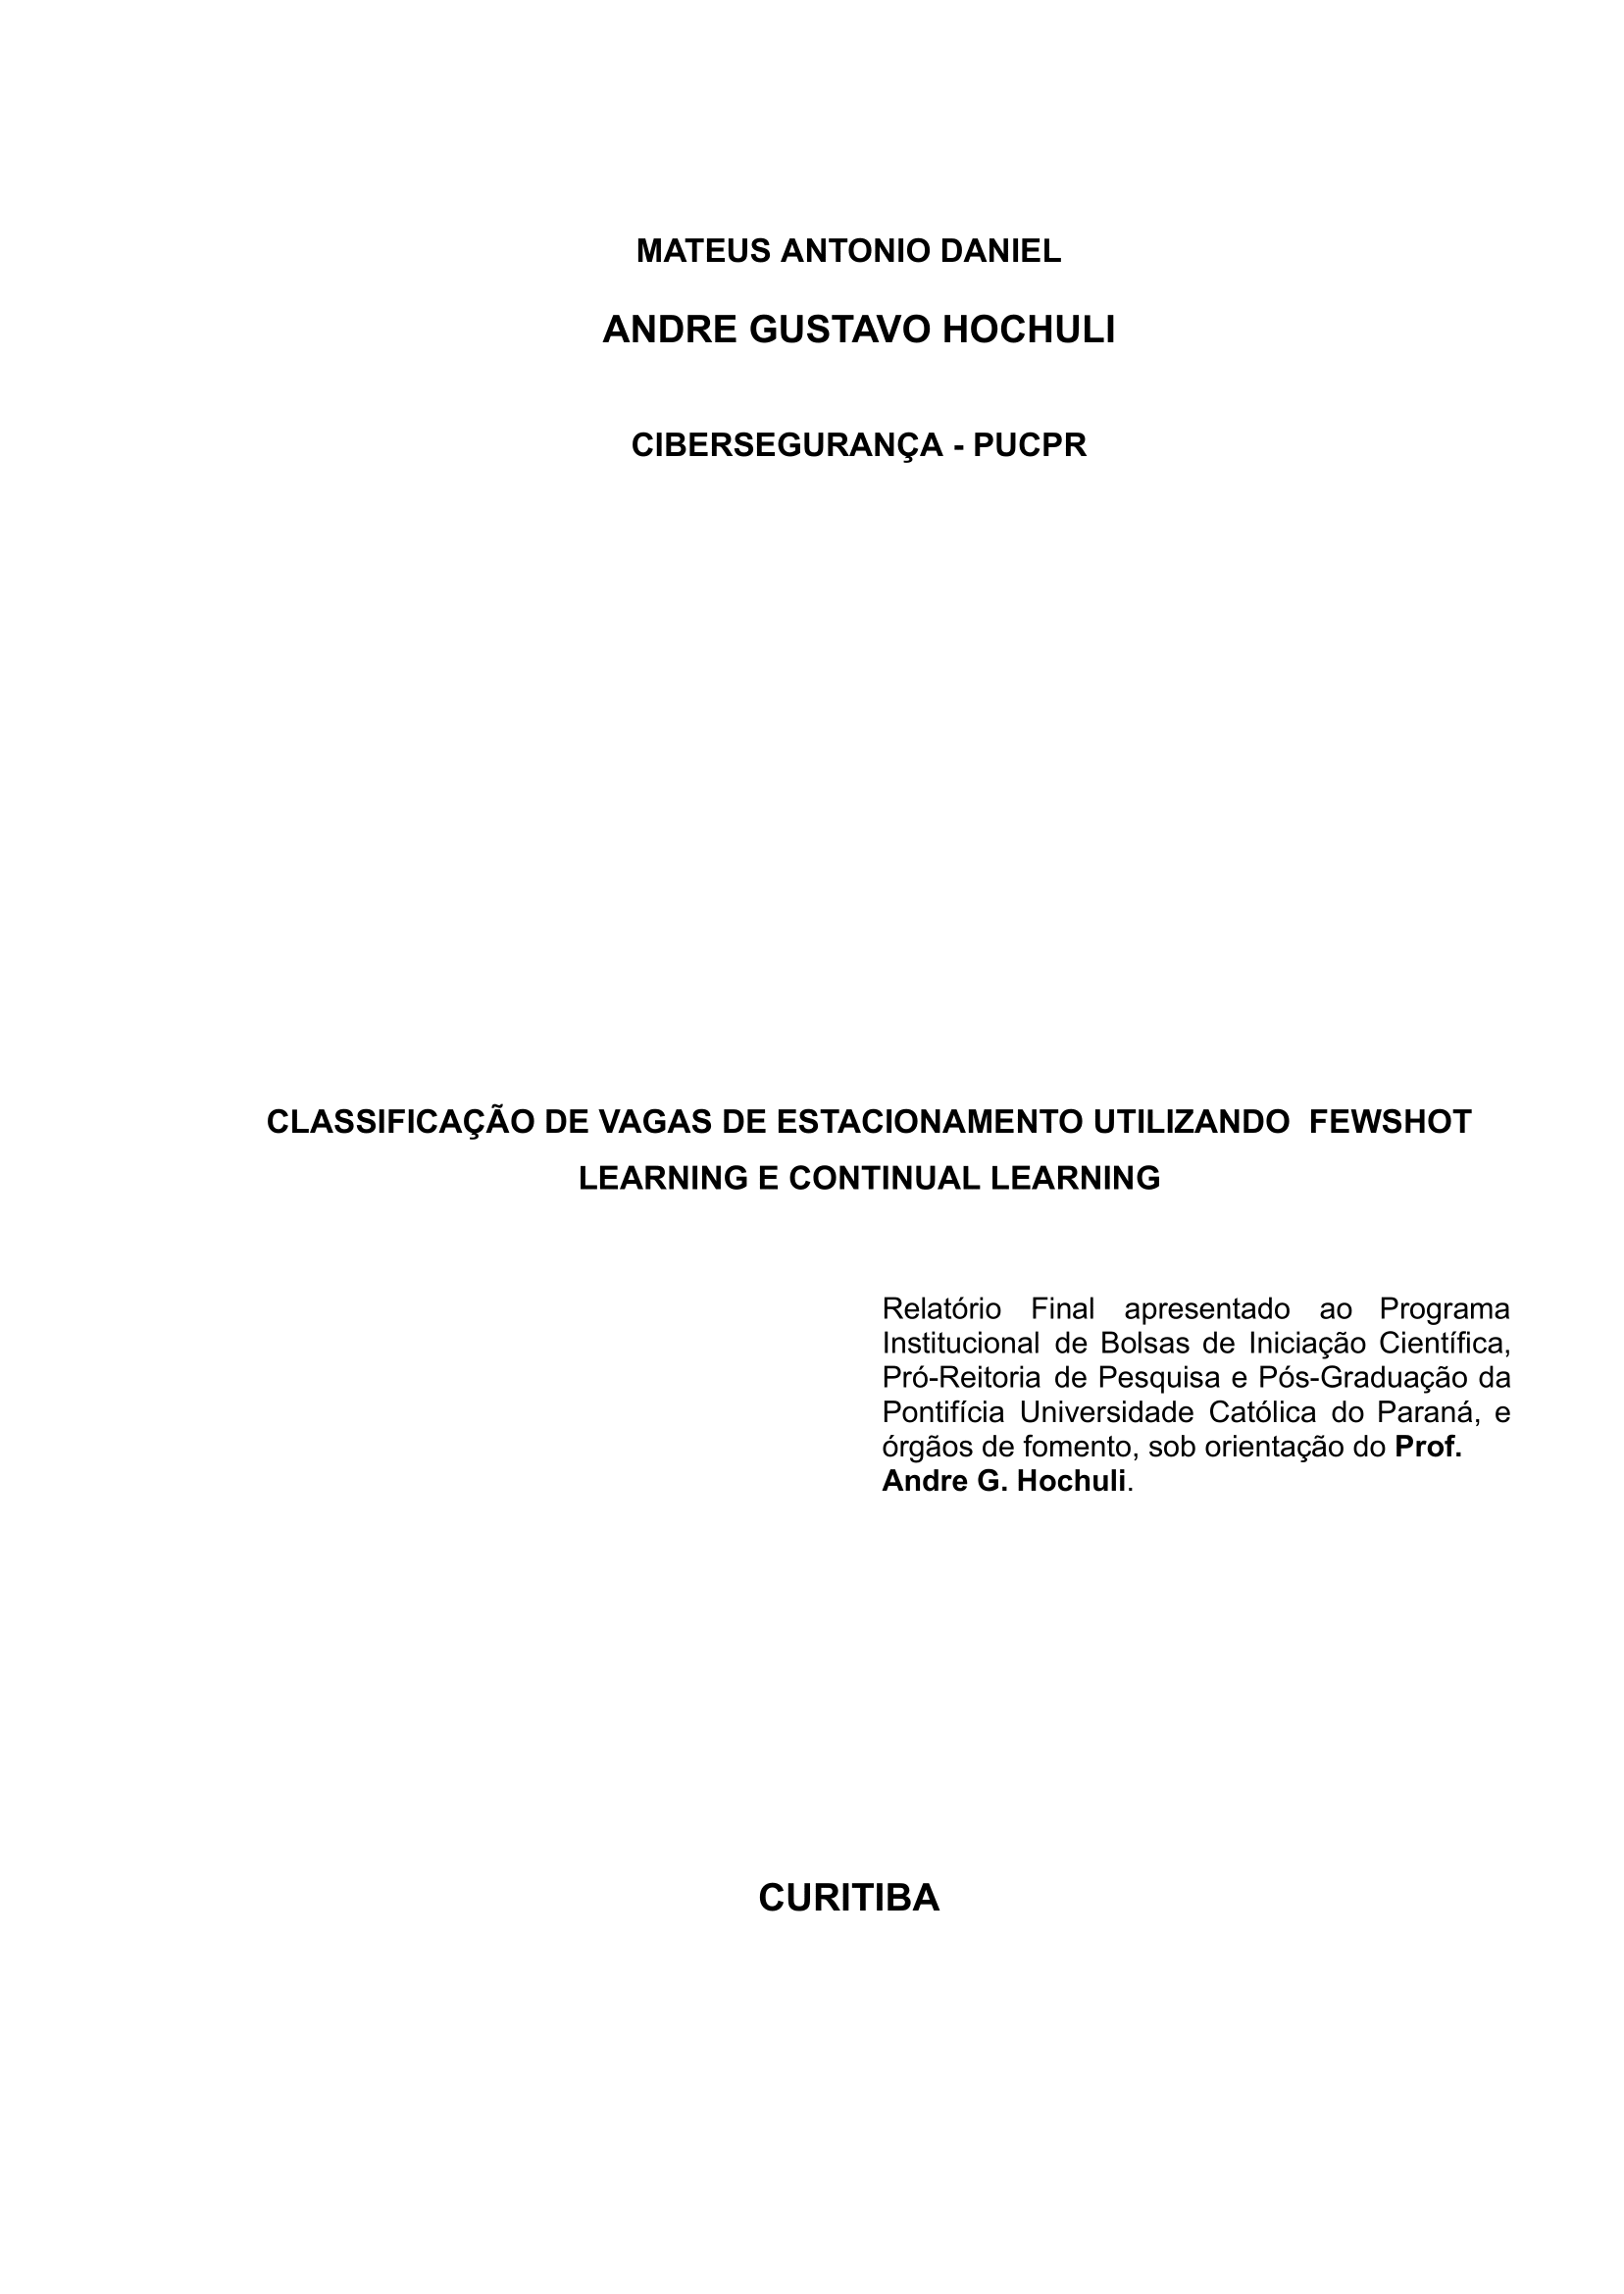 MATEUS ANTONIO DANIEL
ANDRE GUSTAVO HOCHULI
CIBERSEGURANÇA - PUCPR
CLASSIFICAÇÃO DE VAGAS DE ESTACIONAMENTO UTILIZANDO  FEWSHOT
LEARNING E CONTINUAL LEARNING
Relatório Final apresentado ao Programa
Institucional de Bolsas de Iniciação Científica,
Pró-Reitoria de Pesquisa e Pós-Graduação da
Pontifícia Universidade Católica do Paraná, e
órgãos de fomento, sob orientação do Prof.
Andre G. Hochuli.
CURITIBA